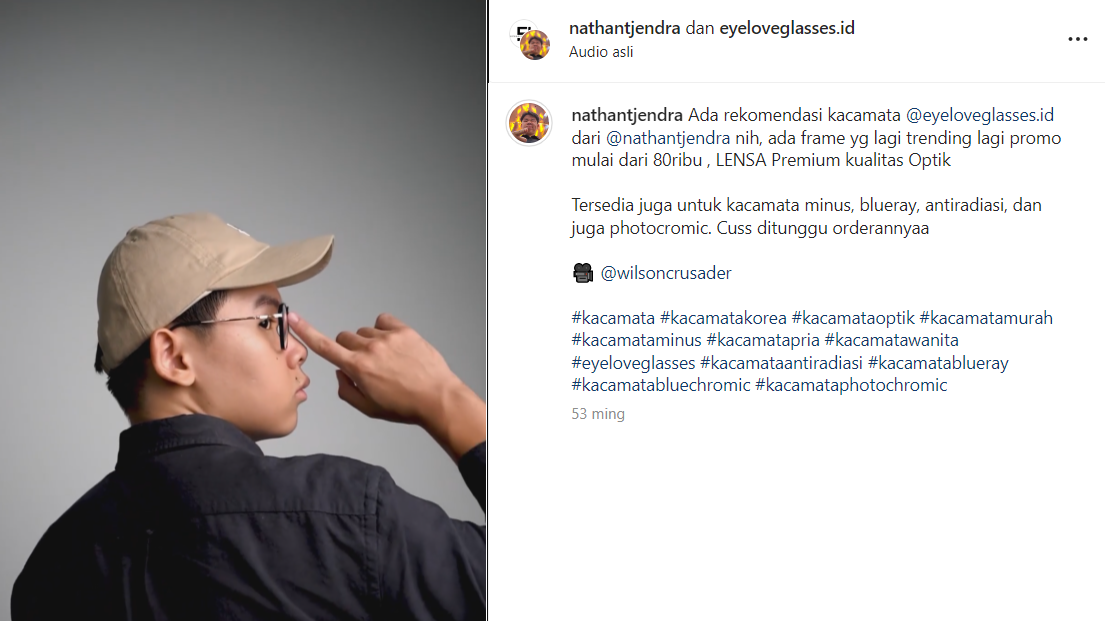 nathantjendra dan eyeloveglasses.id
Audio asli
nathantjendra Ada rekomendasi kacamata @eyeloveglasses.id
dari @nathantjendra nih, ada frame yg lagi trending lagi promo
mulai dari 80ribu , LENSA Premium kualitas Optik
Tersedia juga untuk kacamata minus, blueray, antiradiasi, dan
juga photocromic. Cuss ditunggu orderannyaa
🎥 @wilsoncrusader
#kacamata #kacamatakorea #kacamataoptik #kacamatamurah
#kacamataminus #kacamatapria #kacamatawanita
#eyeloveglasses #kacamataantiradiasi #kacamatablueray
#kacamatabluechromic #kacamataphotochromic
53 ming